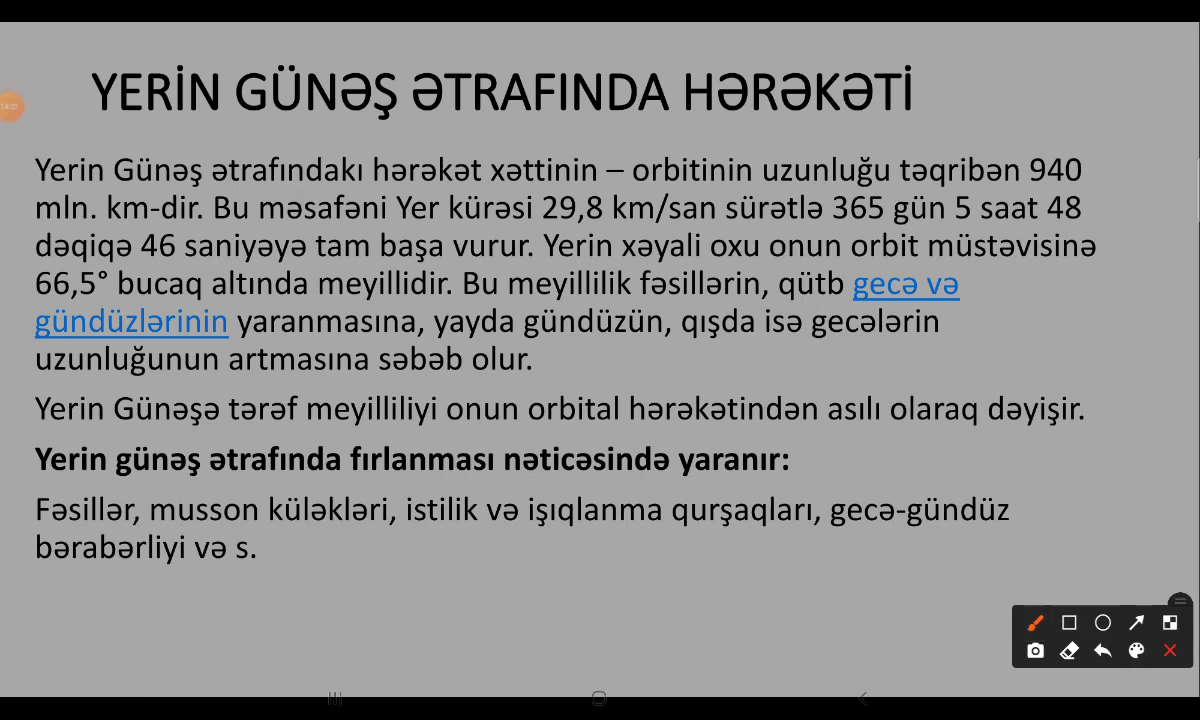 YERİN GÜNƏŞ ƏTRAFINDA HƏRƏKƏTİ
Yerin Günəş ətrafındakı hərəkət xəttinin – orbitinin uzunluğu təqribən 940
mln. km-dir. Bu məsafəni Yer kürəsi 29,8 km/san sürətlə 365 gün 5 saat 48
dəqiqə 46 saniyəyə tam başa vurur. Yerin xəyali oxu onun orbit müstəvisinə
66,5° bucaq altında meyillidir. Bu meyillilik fəsillərin, qütb gecə və
gündüzlərinin yaranmasına, yayda gündüzün, qışda isə gecələrin
uzunluğunun artmasına səbəb olur.
Yerin Günəşə tərəf meyilliliyi onun orbital hərəkətindən asılı olaraq dəyişir.
Yerin günəş ətrafında fırlanması nəticəsində yaranır:
Fəsillər, musson küləkləri, istilik və işıqlanma qurşaqları, gecə-gündüz
bərabərliyi və s.